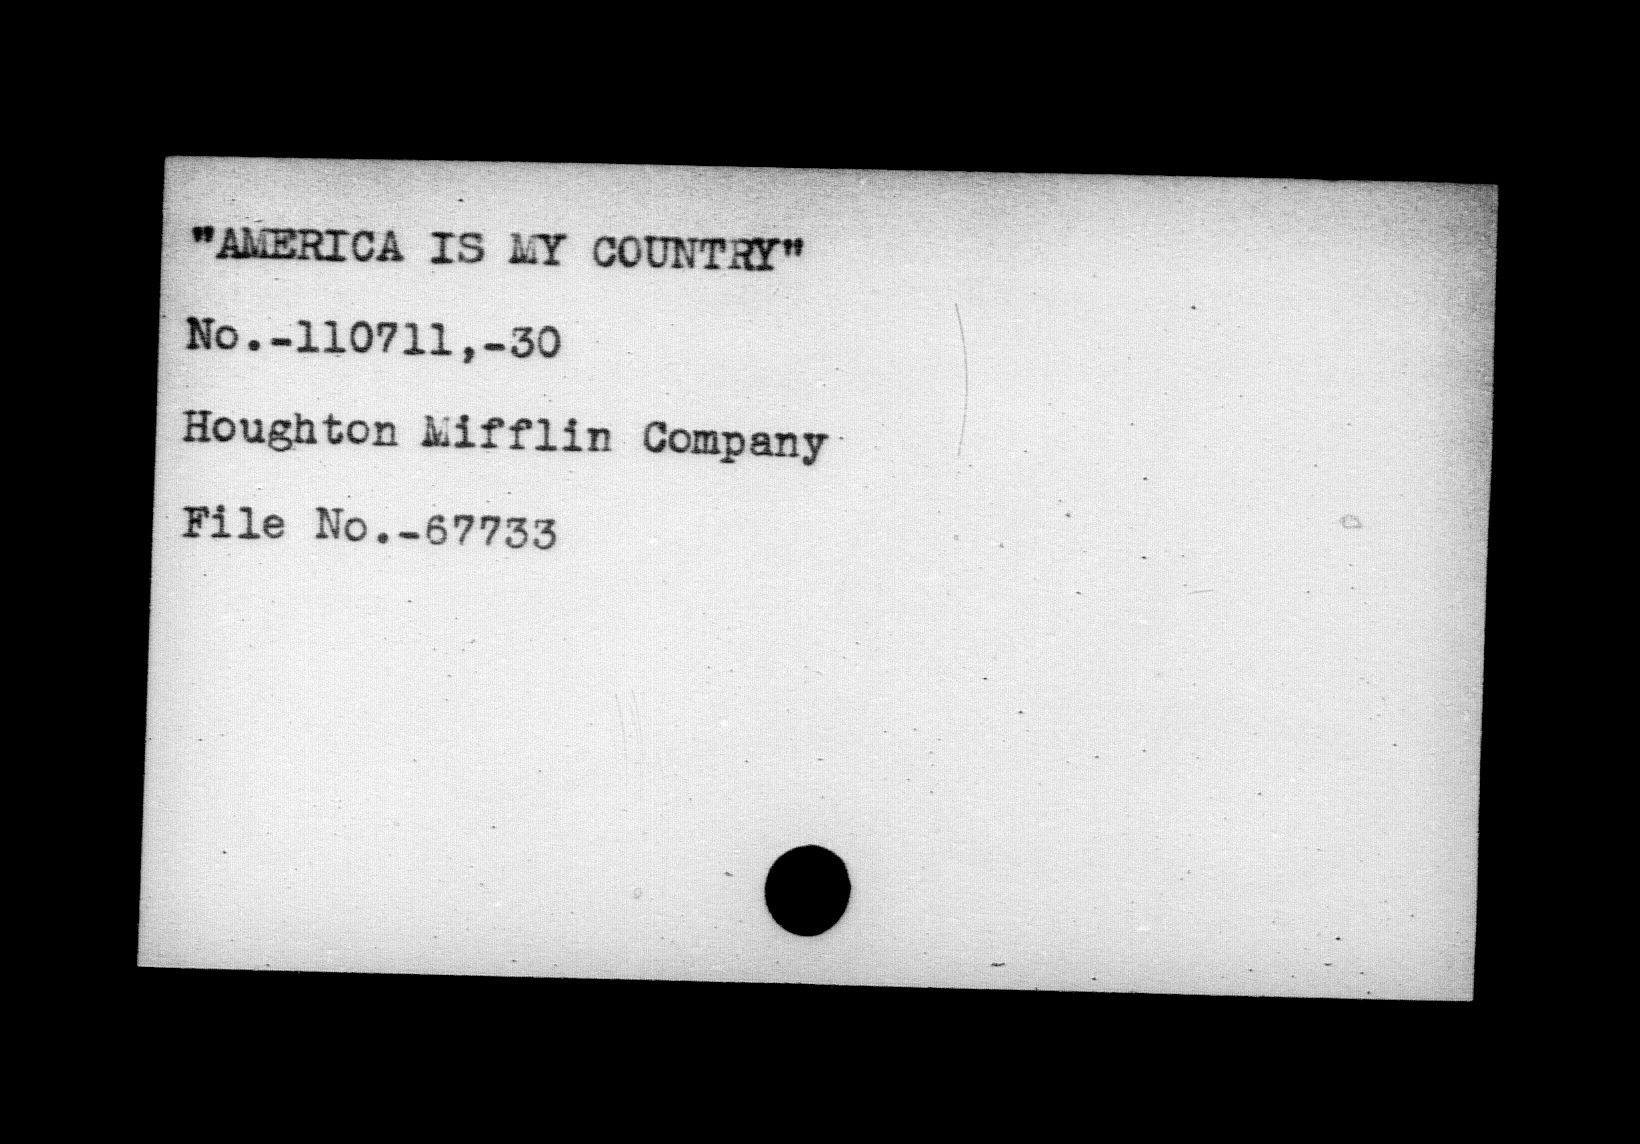 "AMERICA IS MY COUNTRY"
No.-110711,-30
Houghton Mifflin Company
File No.-67733